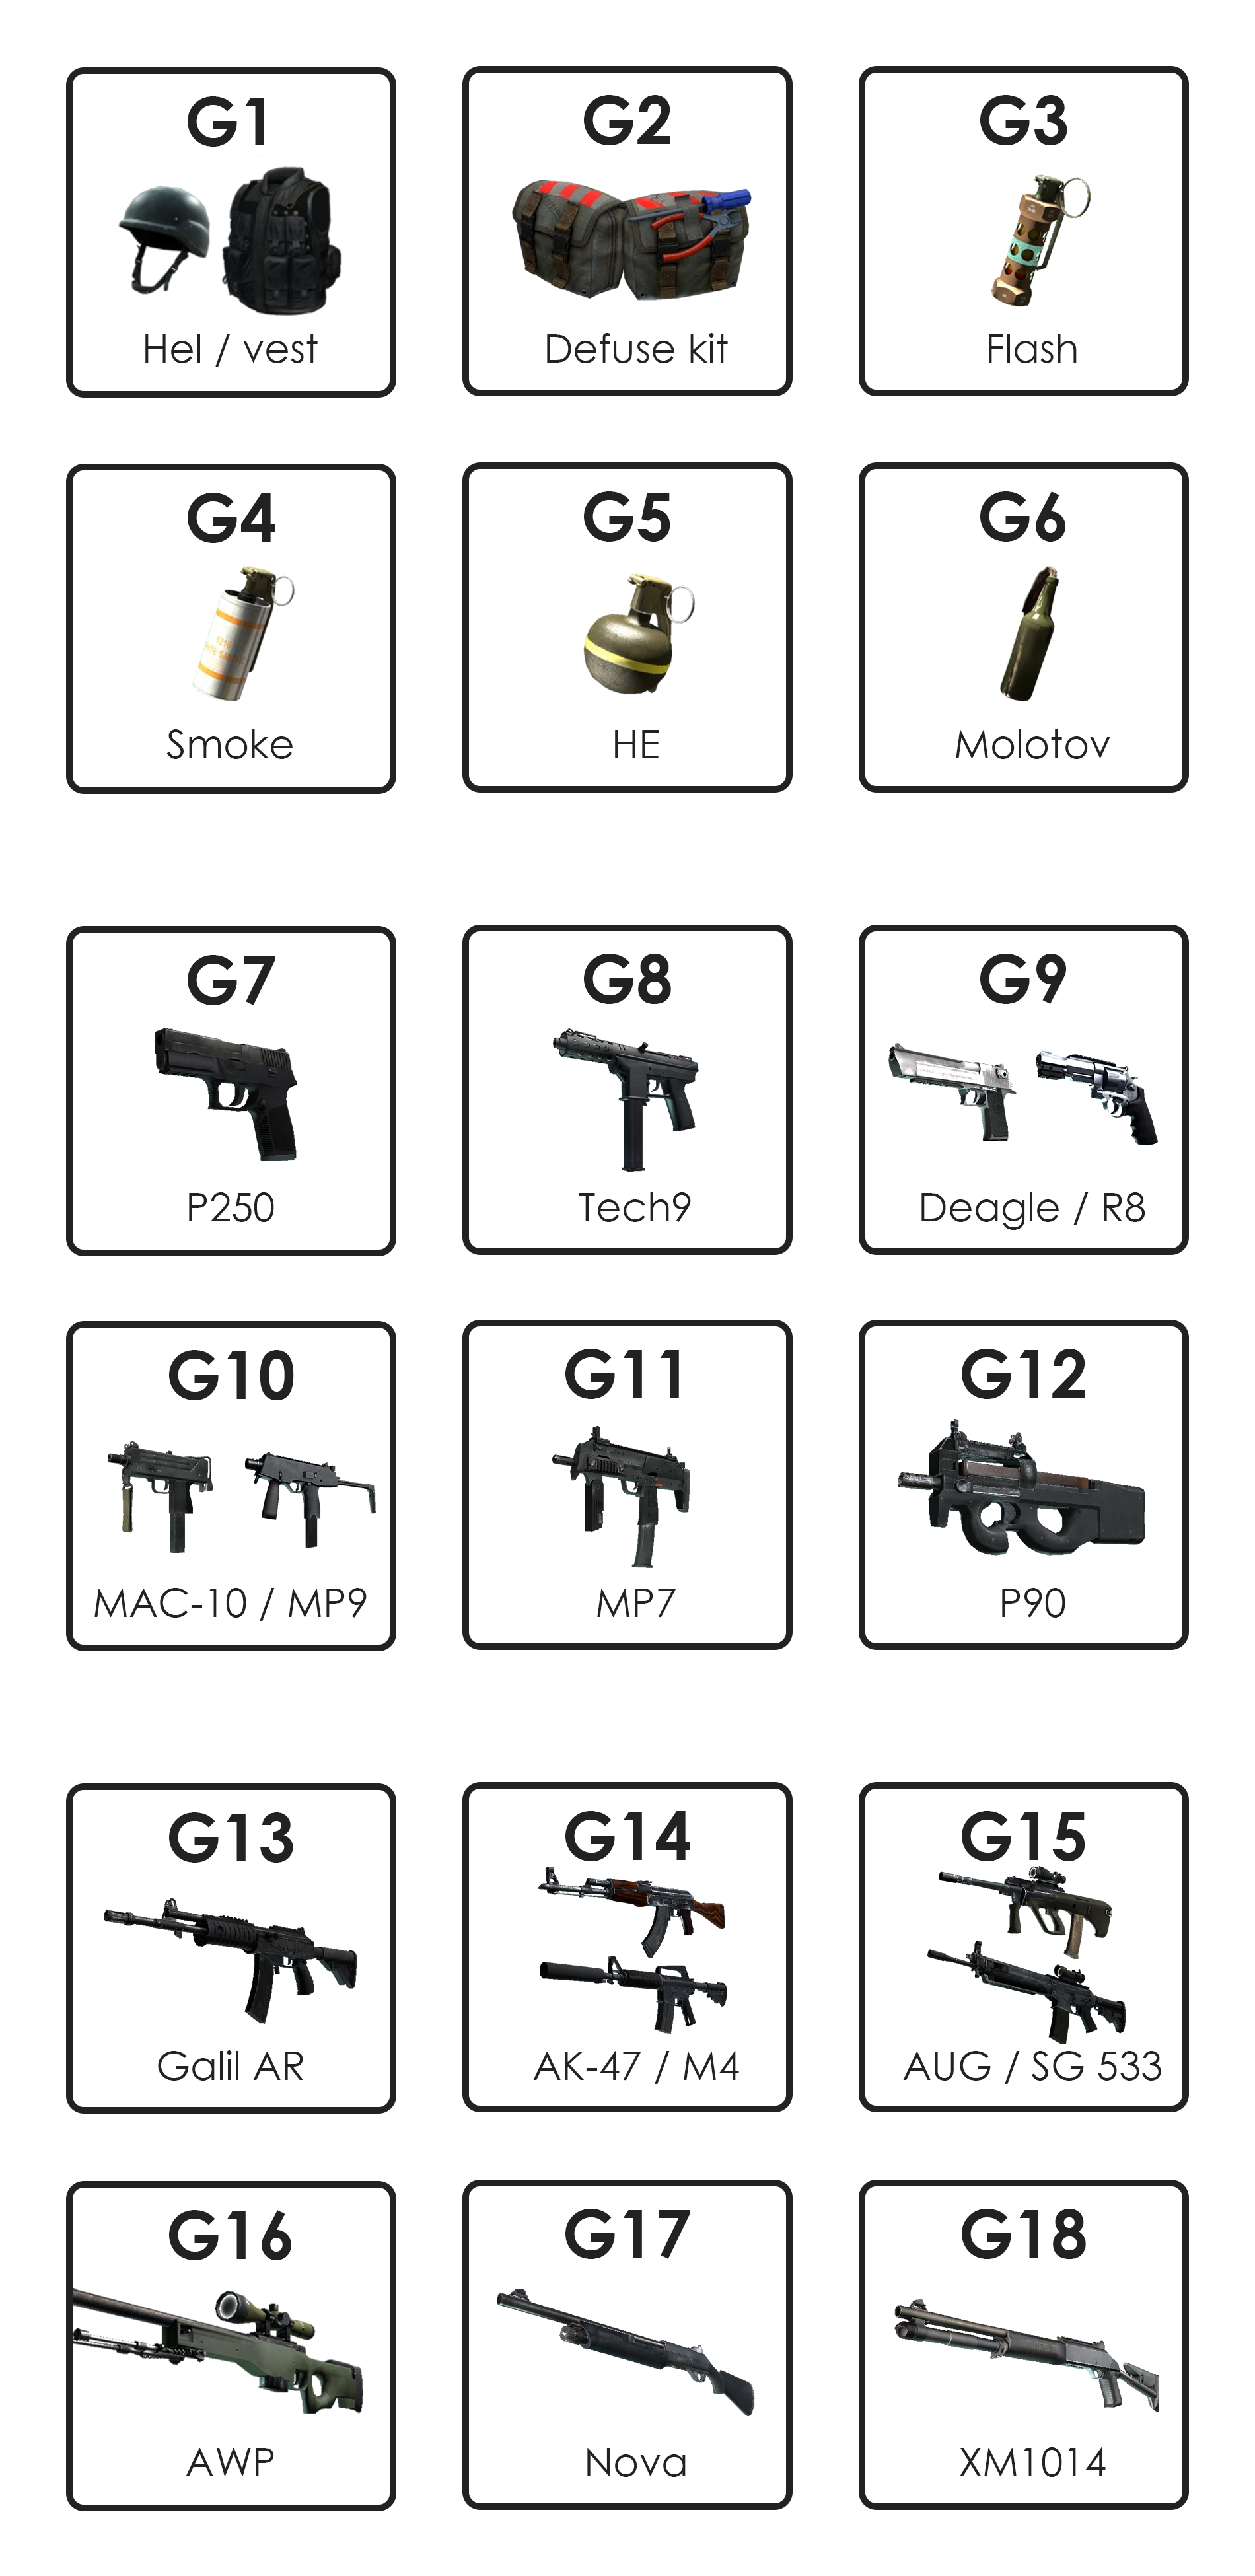 G1
Hel / vest
G2
Defuse kit
G3
Flash
G4
Smoke
G5
HE
G6
Molotov
G7
P250
G8
Tech9
G9
Deagle / R8
G10
MAC-10 / MP9
G11
MP7
G12
P90
G13
Galil AR
G14
AK-47 / M4
G15
AUG / SG 533
G16
AWP
G17
Nova
G18
XM1014